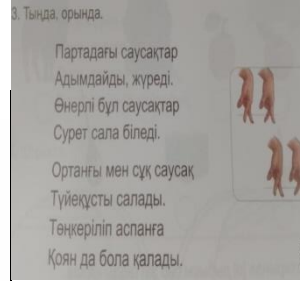 3. Тыңда, орында.
Партадағы саусақтар
Адымдайды, жүреді.
Өнерлі бұл саусақтар
Сурет сала біледі.
Ортаңғы мен сұқ саусақ
Түйеқұсты салады.
Төңкеріліп аспанға
Қоян да бола қалады.